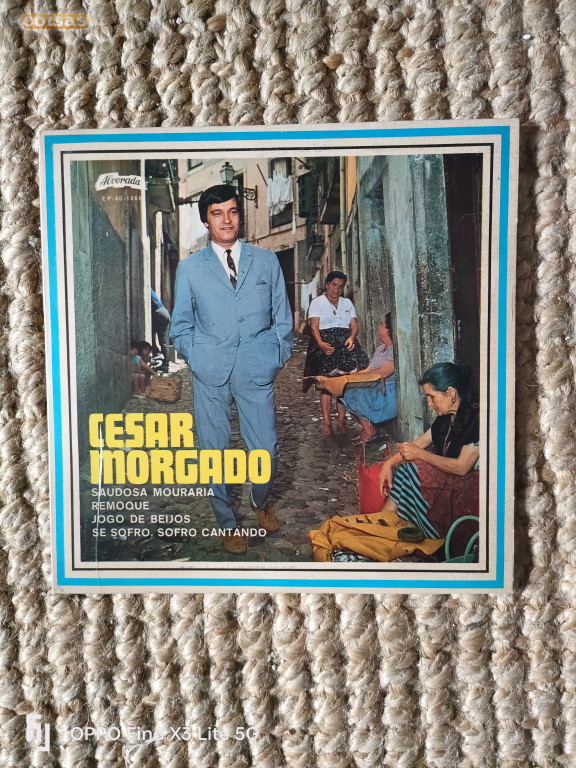 coisas
Alvorada
CESAR
MORGADO
SAUDOSA MOURARIA
REMOQUE
JOGO DE BEIJOS
SE SOFRO, SOFRO CANTANDO
OPPO Find X3 Lite 5G